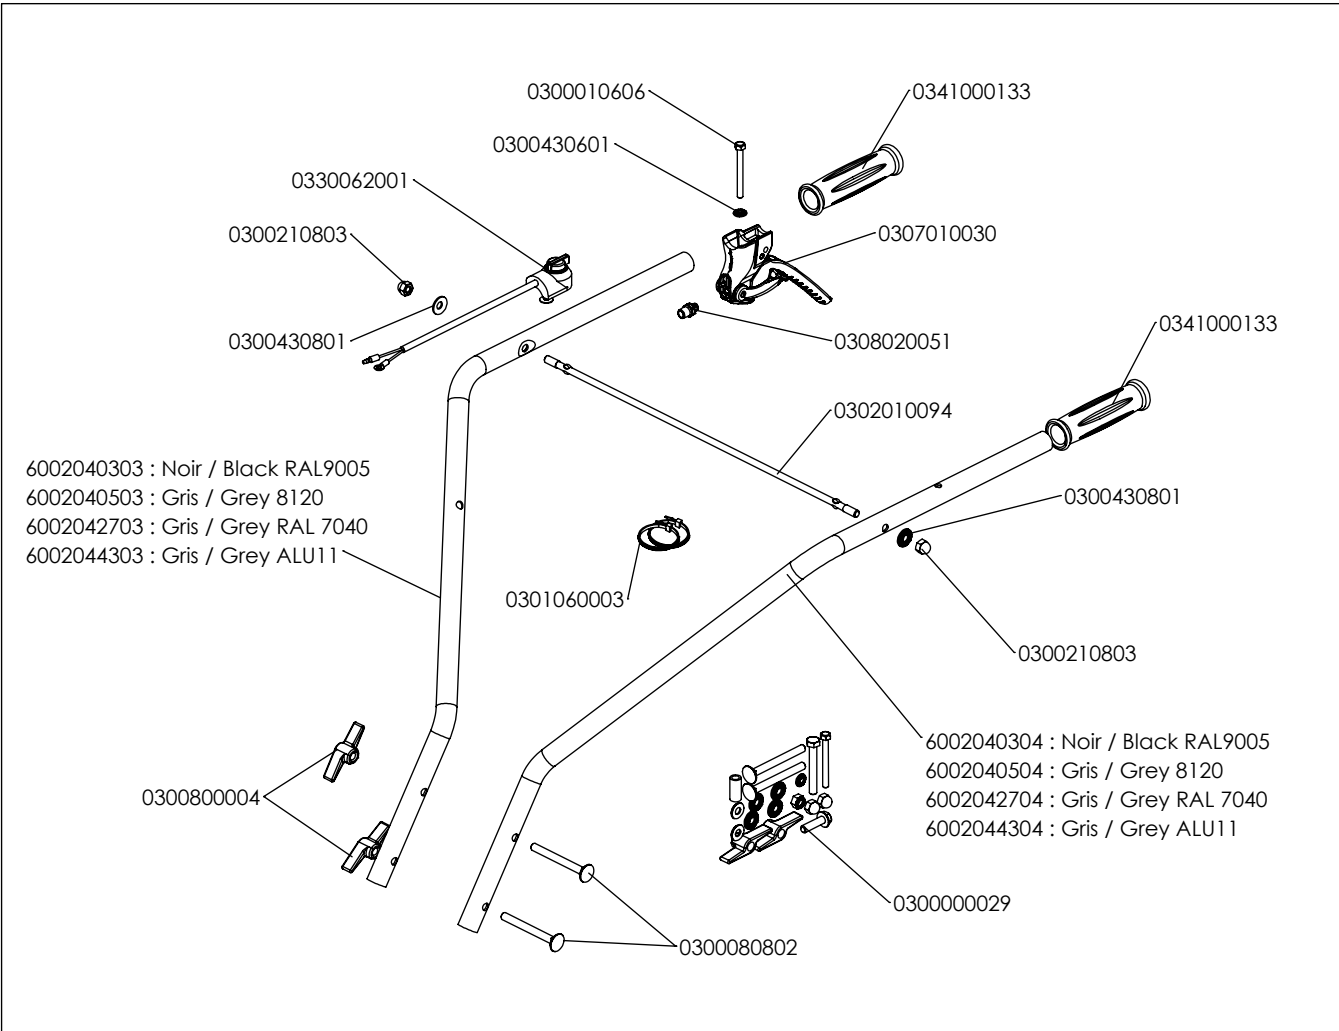 0300010606
0341000133
0300430601
0330062001
0300210803
0307010030
0300430801
0308020051
0341000133
0302010094
6002040303 : Noir / Black RAL9005
6002040503 : Gris / Grey 8120
6002042703 : Gris / Grey RAL 7040
6002044303 : Gris / Grey ALU11
0300430801
0301060003
0300210803
6002040304 : Noir / Black RAL9005
6002040504 : Gris / Grey 8120
6002042704 : Gris / Grey RAL 7040
6002044304 : Gris / Grey ALU11
0300800004
0300000029
0300080802